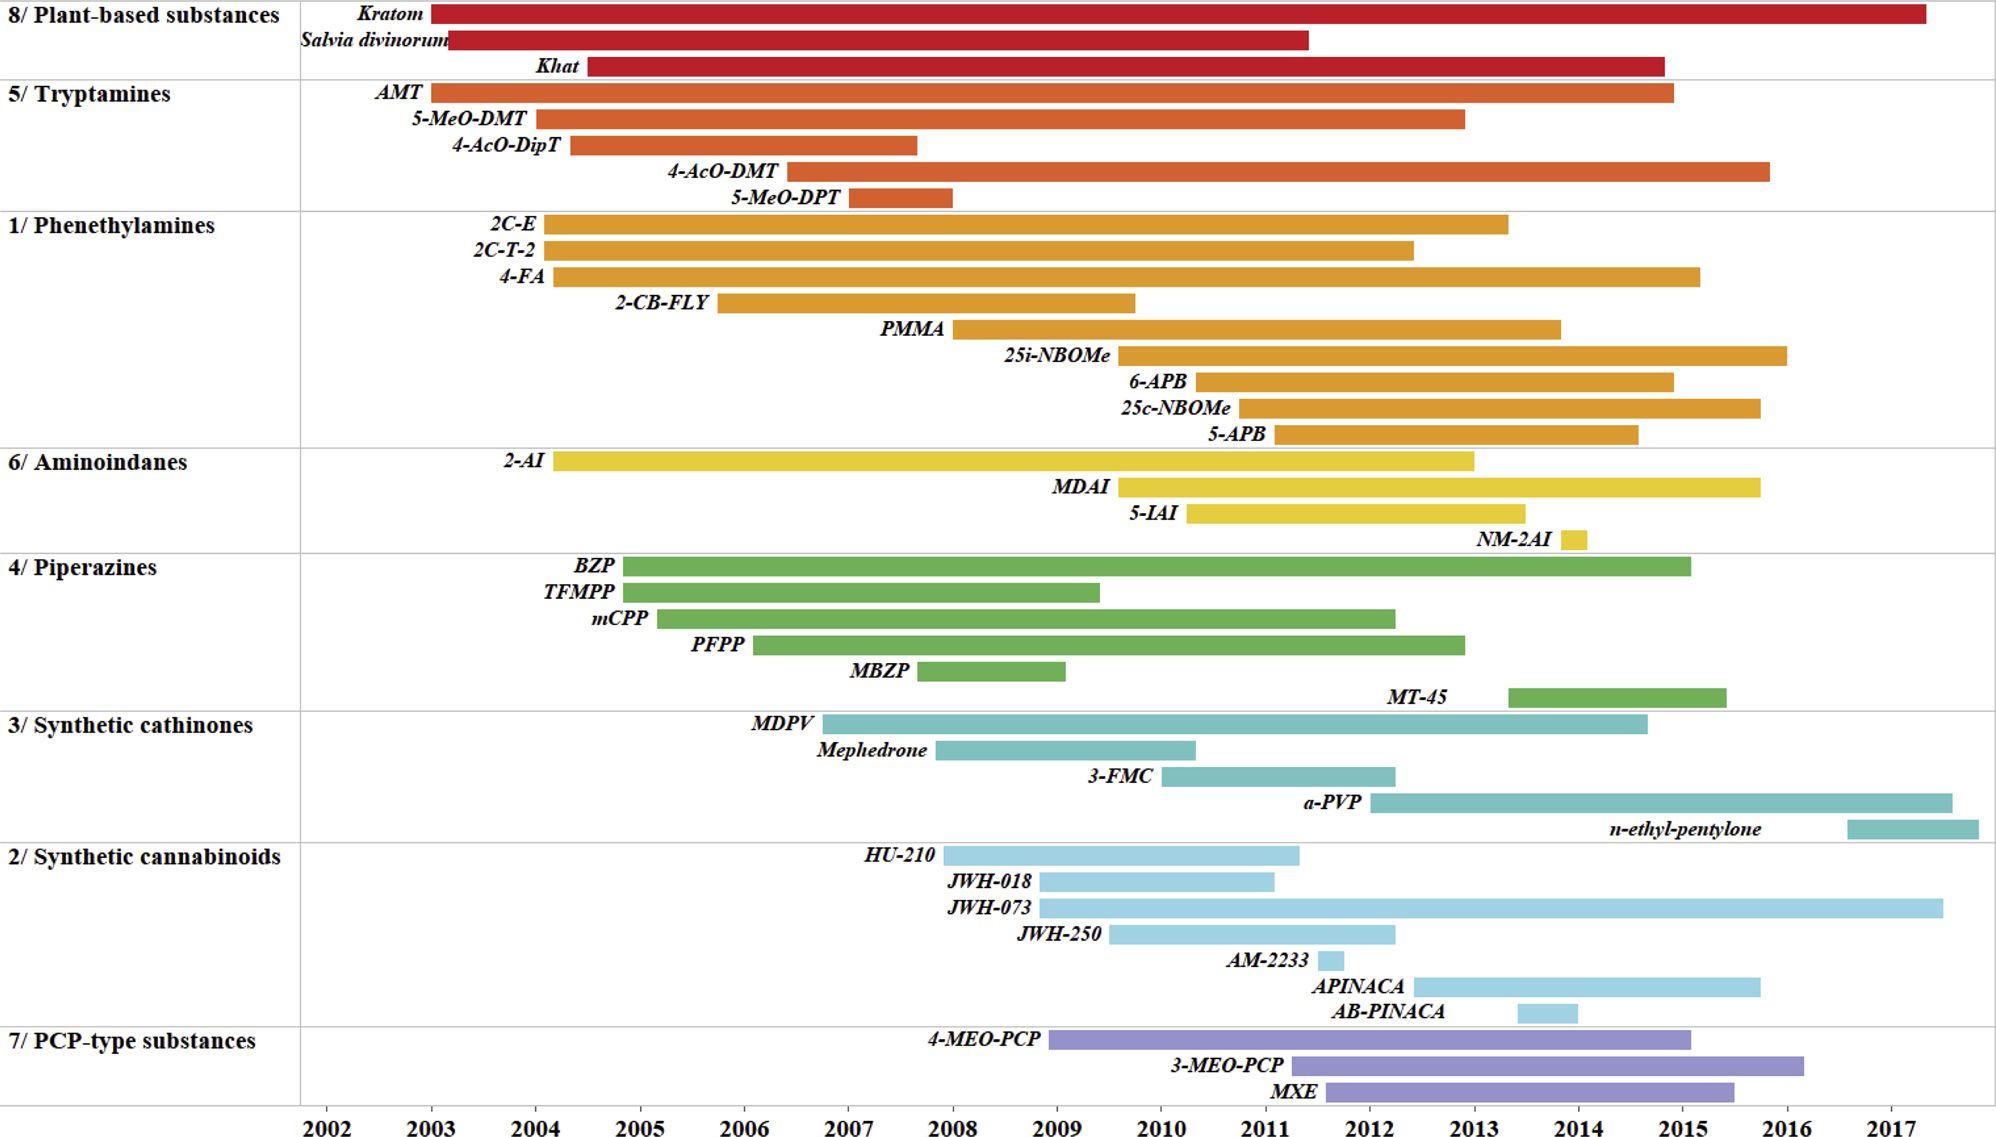 8/ Plant-based substances
Kratom
Salvia divinorum
Khat
5/ Tryptamines
AMT
5-MeO-DMT
4-AcO-DipT
4-AcO-DMT
5-MeO-DPT
1/ Phenethylamines
2C-E
2C-T-2
4-FA
2-CB-FLY
PMMA
25i-NBOMe
6-APB
25c-NBOMe
5-APB
6/ Aminoindanes
2-AI
MDAI
5-IAI
NM-2AI
4/ Piperazines
BZP
TFMPP
mCPP
PFPP
MBZP
MT-45
3/ Synthetic cathinones
MDPV
Mephedrone
3-FMC
a-PVP
n-ethyl-pentylone
2/ Synthetic cannabinoids
HU-210
JWH-018
JWH-073
JWH-250
AM-2233
APINACA
AB-PINACA
7/ PCP-type substances
4-MEO-PCP
3-MEO-PCP
MXE
2002 2003 2004 2005 2006 2007 2008 2009 2010 2011 2012 2013 2014 2015 2016 2017